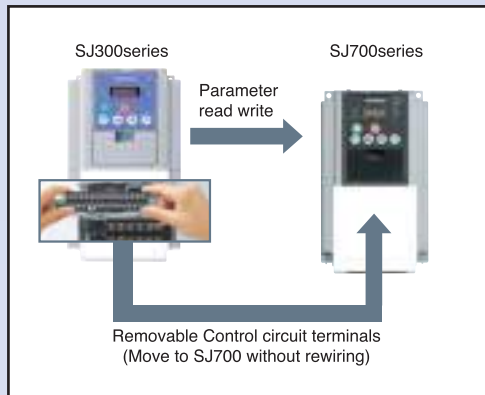 SJ300series
SJ700series
Parameter
read write
Removable Control circuit terminals
(Move to SJ700 without rewiring)